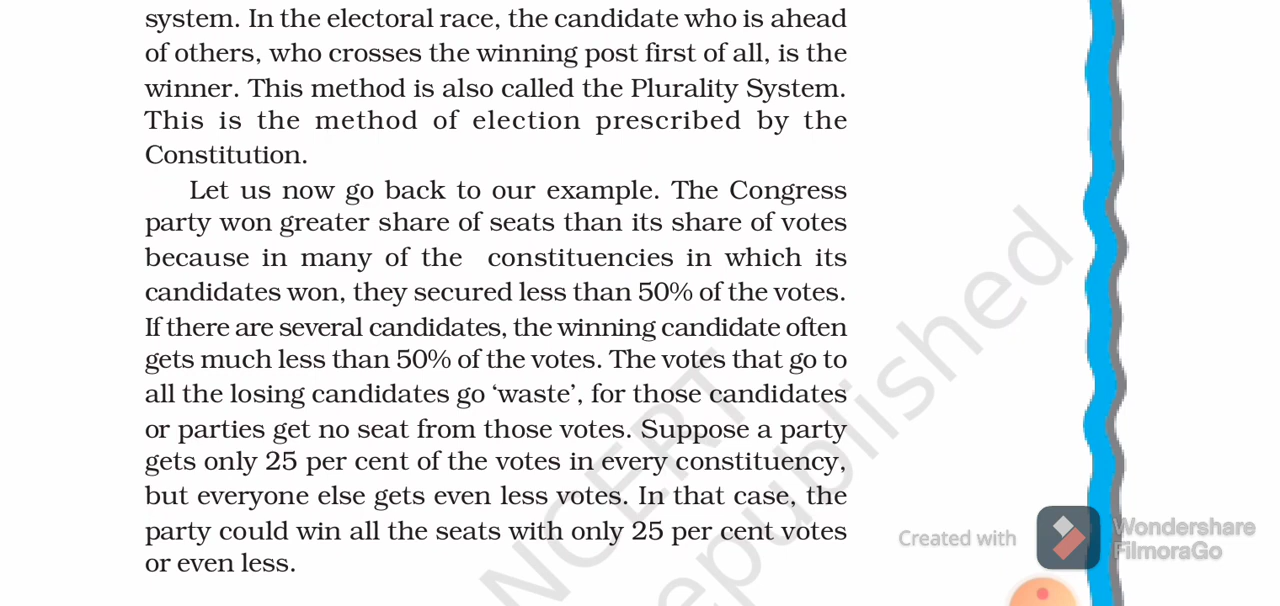 system. In the electoral race, the candidate who is ahead
of others, who crosses the winning post first of all, is the
winner. This method is also called the Plurality System.
This is the method of election prescribed by the
Constitution.
Let us now go back to our example. The Congress
party won greater share of seats than its share of votes
because in many of the constituencies in which its
candidates won, they secured less than 50% of the votes.
If there are several candidates, the winning candidate often
gets much less than 50% of the votes. The votes that go to
all the losing candidates go ‘waste’, for those candidates
or parties get no seat from those votes. Suppose a party
gets only 25 per cent of the votes in every constituency,
but everyone else gets even less votes. In that case, the
party could win all the seats with only 25 per cent votes
or even less.
NCERT
republished
Created with
Wondershare
FilmoraGo